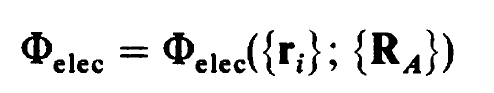 Φ_elec = Φ_elec({r_i}; {R_A})